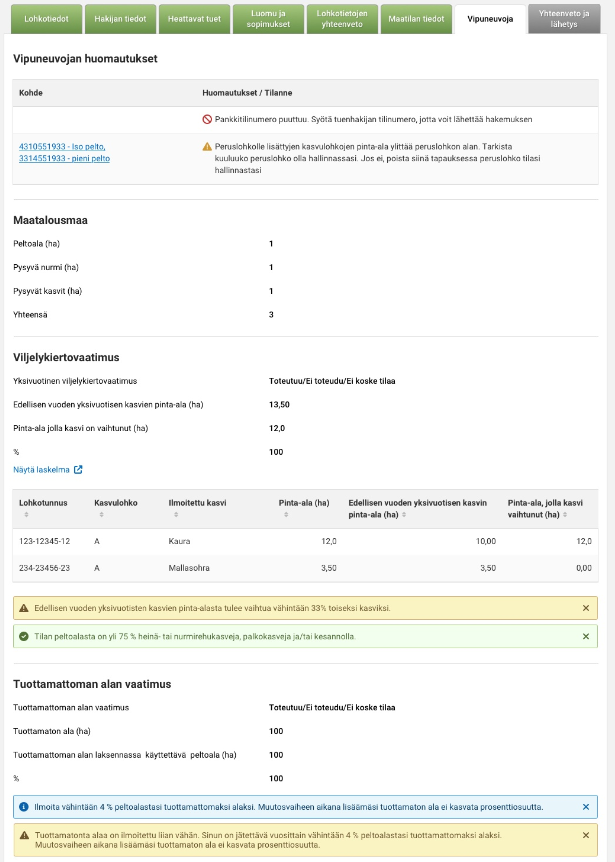 Lohkotiedot
Hakijan tiedot
Heattavat tuet
Luomu ja
sopimukset
Lohkotietojen
yhteenveto
Maatilan tiedot
Vipuneuvoja
Yhteenveto ja
lähetys
Vipuneuvojan huomautukset
Kohde Huomautukset / Tilanne
Pankkitilinumero puuttuu. Syötä tuenhakijan tilinumero, jotta voit lähettää hakemuksen
4310551933 - Iso pelto,
3314551933 - pieni pelto
Peruslohkolle lisättyjen kasvulohkojen pinta-ala ylittää peruslohkon alan. Tarkista
kuuluuko peruslohko olla hallinnassasi. Jos ei, poista siinä tapauksessa peruslohko tilasi
hallinnastasi
Maatalousmaa
Peltoala (ha) 1
Pysyvä nurmi (ha) 1
Pysyvät kasvit (ha) 1
Yhteensä 3
Viljelykiertovaatimus
Yksivuotinen viljelykiertovaatimus Toteutuu/Ei toteudu/Ei koske tilaa
Edellisen vuoden yksivuotisen kasvien pinta-ala (ha) 13,50
Pinta-ala jolla kasvi on vaihtunut (ha) 12,0
% 100
Näytä laskelma
Lohkotunnus Kasvulohko Ilmoitettu kasvi Pinta-ala (ha) Edellisen vuoden yksivuotisen kasvin Pinta-ala, jolla kasvi
pinta-ala (ha) vaihtunut (ha)
123-12345-12 A Kaura 12,0 10,00 12,0
234-23456-23 A Mallasohra 3,50 3,50 0,00
Edellisen vuoden yksivuotisten kasvien pinta-alasta tulee vaihtua vähintään 33% toiseksi kasviksi.
Tilan peltoalasta on yli 75 % heinä- tai nurmirehukasveja, palkokasveja ja/tai kesannolla.
Tuottamattoman alan vaatimus
Tuottamattoman alan vaatimus Toteutuu/Ei toteudu/Ei koske tilaa
Tuottamaton ala (ha) 100
Tuottamattoman alan laksennassa käyttettävä peltoala (ha) 100
% 100
Ilmoita vähintään 4 % peltoalastasi tuottamattomaksi alaksi. Muutosvaiheen aikana lisäämäsi tuottamaton ala ei kasvata prosenttiosuutta.
Tuottamatonta alaa on ilmoitettu liian vähän. Sinun on jätettävä vuosittain vähintään 4 % peltoalastasi tuottamattomaksi alaksi.
Muutosvaiheen aikana lisäämäsi tuottamaton ala ei kasvata prosenttiosuutta.